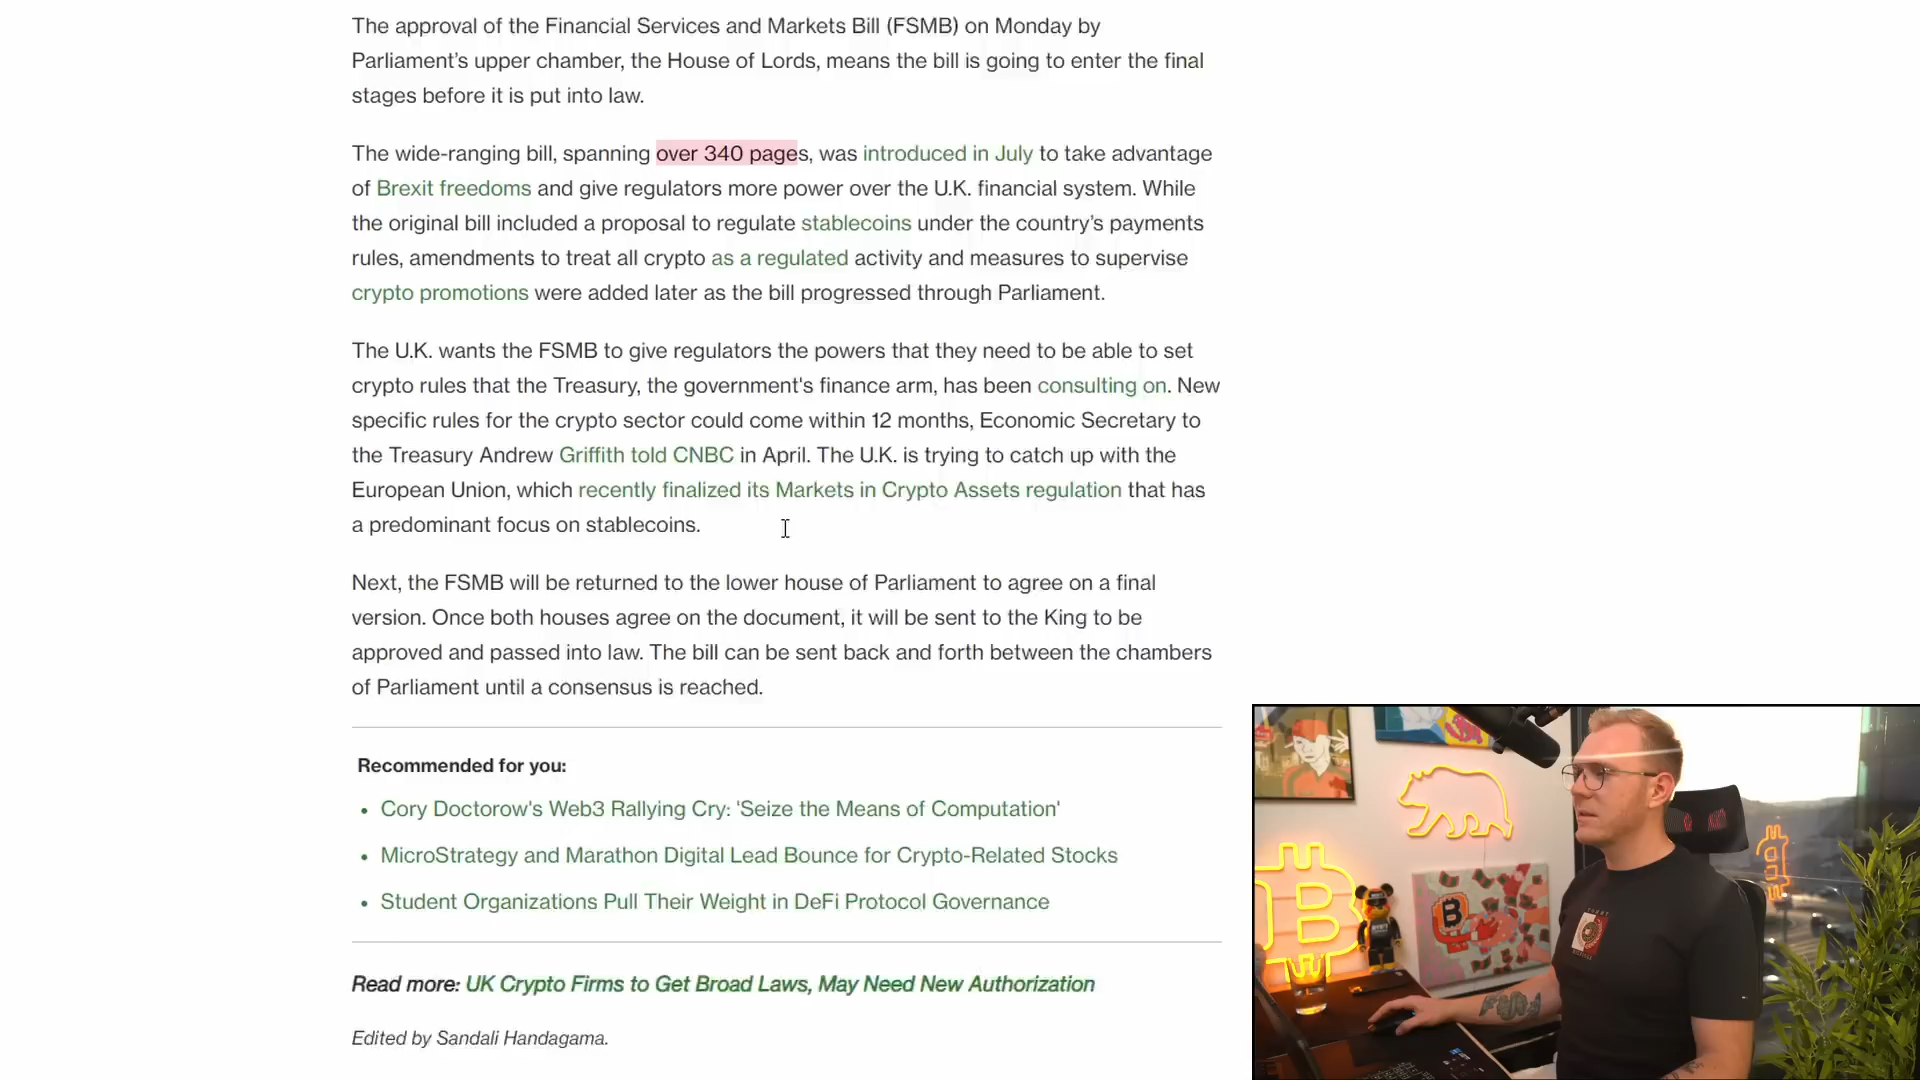 The approval of the Financial Services and Markets Bill (FSMB) on Monday by
Parliament’s upper chamber, the House of Lords, means the bill is going to enter the final
stages before it is put into law.
The wide-ranging bill, spanning over 340 pages, was introduced in July to take advantage
of Brexit freedoms and give regulators more power over the U.K. financial system. While
the original bill included a proposal to regulate stablecoins under the country’s payments
rules, amendments to treat all crypto as a regulated activity and measures to supervise
crypto promotions were added later as the bill progressed through Parliament.
The U.K. wants the FSMB to give regulators the powers that they need to be able to set
crypto rules that the Treasury, the government's finance arm, has been consulting on. New
specific rules for the crypto sector could come within 12 months, Economic Secretary to
the Treasury Andrew Griffith told CNBC in April. The U.K. is trying to catch up with the
European Union, which recently finalized its Markets in Crypto Assets regulation that has
a predominant focus on stablecoins.
Next, the FSMB will be returned to the lower house of Parliament to agree on a final
version. Once both houses agree on the document, it will be sent to the King to be
approved and passed into law. The bill can be sent back and forth between the chambers
of Parliament until a consensus is reached.
Recommended for you:
• Cory Doctorow's Web3 Rallying Cry: 'Seize the Means of Computation'
• MicroStrategy and Marathon Digital Lead Bounce for Crypto-Related Stocks
• Student Organizations Pull Their Weight in DeFi Protocol Governance
Read more: UK Crypto Firms to Get Broad Laws, May Need New Authorization
Edited by Sandali Handagama.